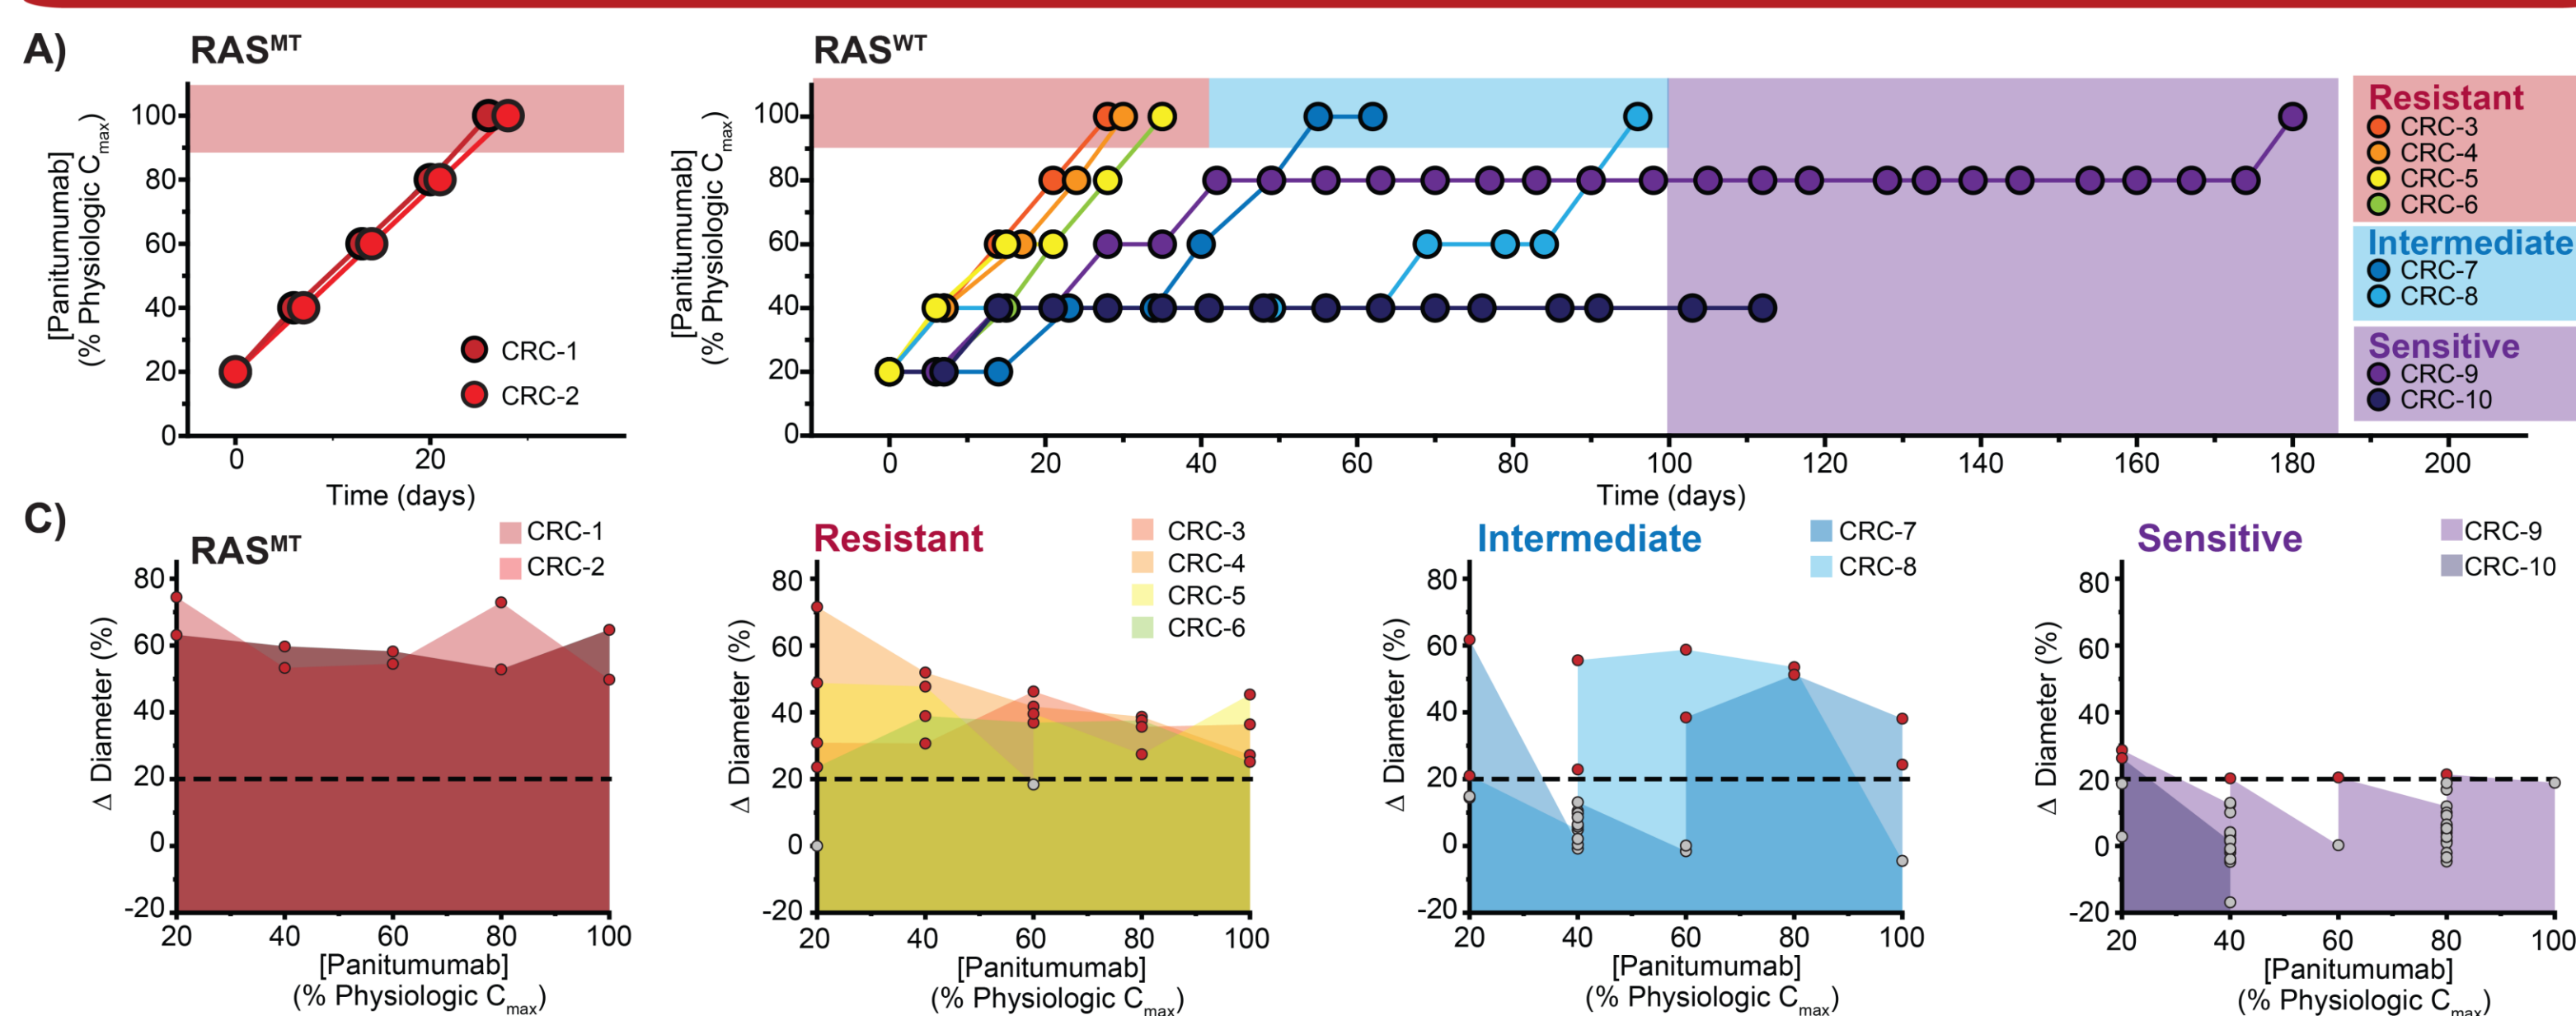 A)
RASMT
[Panitumumab]
(% Physiologic Cmax)
100
80
60
40
20
0
0
20
Time (days)
CRC-1
CRC-2
RASWT
[Panitumumab]
(% Physiologic Cmax)
100
80
60
40
20
0
0
20
40
60
80
100
120
140
160
180
200
Time (days)
Resistant
CRC-3
CRC-4
CRC-5
CRC-6
Intermediate
CRC-7
CRC-8
Sensitive
CRC-9
CRC-10
C)
RASMT
CRC-1
CRC-2
Δ Diameter (%)
80
60
40
20
0
-20
20
40
60
80
100
[Panitumumab]
(% Physiologic Cmax)
Resistant
CRC-3
CRC-4
CRC-5
CRC-6
Δ Diameter (%)
80
60
40
20
0
-20
20
40
60
80
100
[Panitumumab]
(% Physiologic Cmax)
Intermediate
CRC-7
CRC-8
Δ Diameter (%)
80
60
40
20
0
-20
20
40
60
80
100
[Panitumumab]
(% Physiologic Cmax)
Sensitive
CRC-9
CRC-10
Δ Diameter (%)
80
60
40
20
0
-20
20
40
60
80
100
[Panitumumab]
(% Physiologic Cmax)